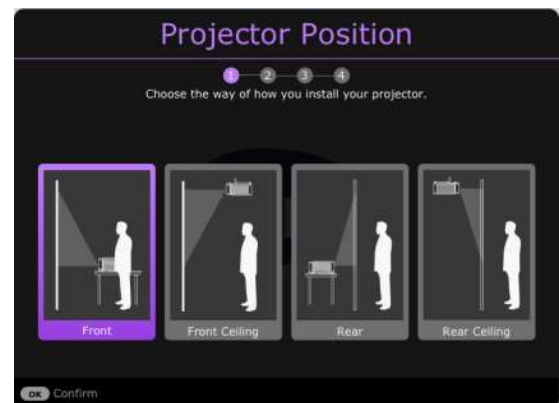 Projector Position
1 2 3 4
Choose the way of how you install your projector.
Front Front Ceiling Rear Rear Ceiling
OK Confirm